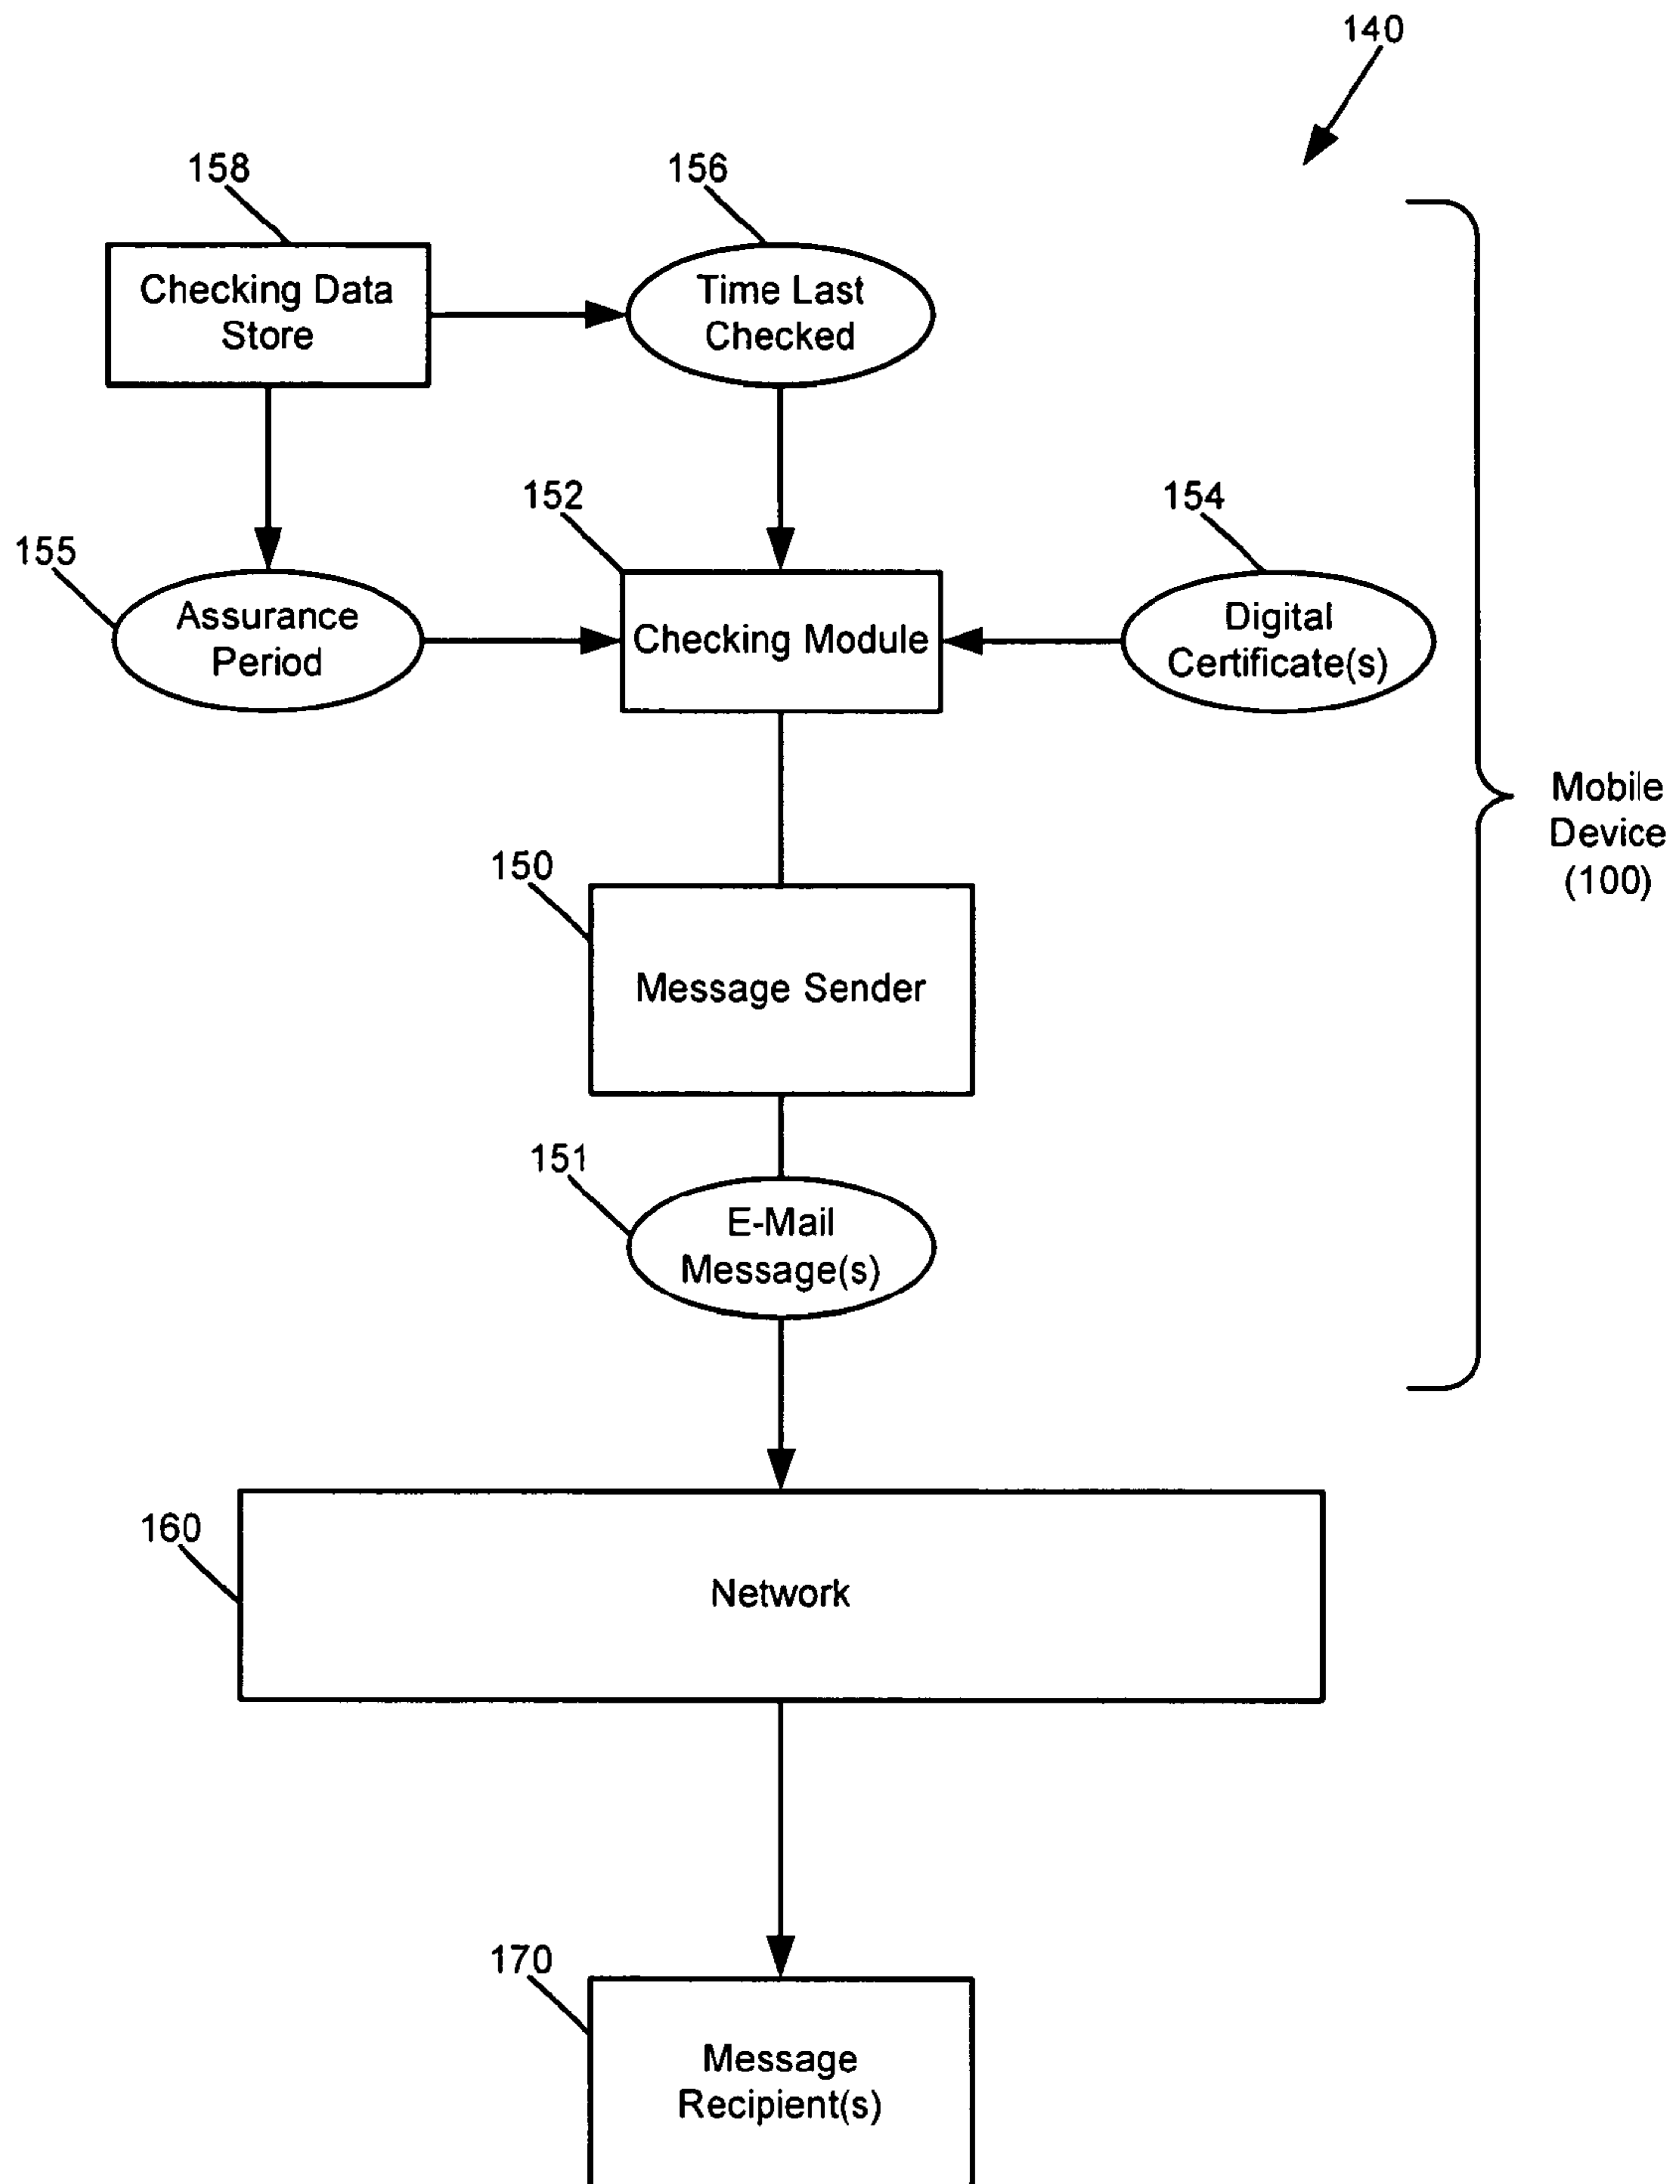 140
158
156
Checking Data
Store
Time Last
Checked
152
154
155
Assurance
Period
Checking Module
Digital
Certificate(s)
Mobile
Device
(100)
150
Message Sender
151
E-Mail
Message(s)
160
Network
170
Message
Recipient(s)